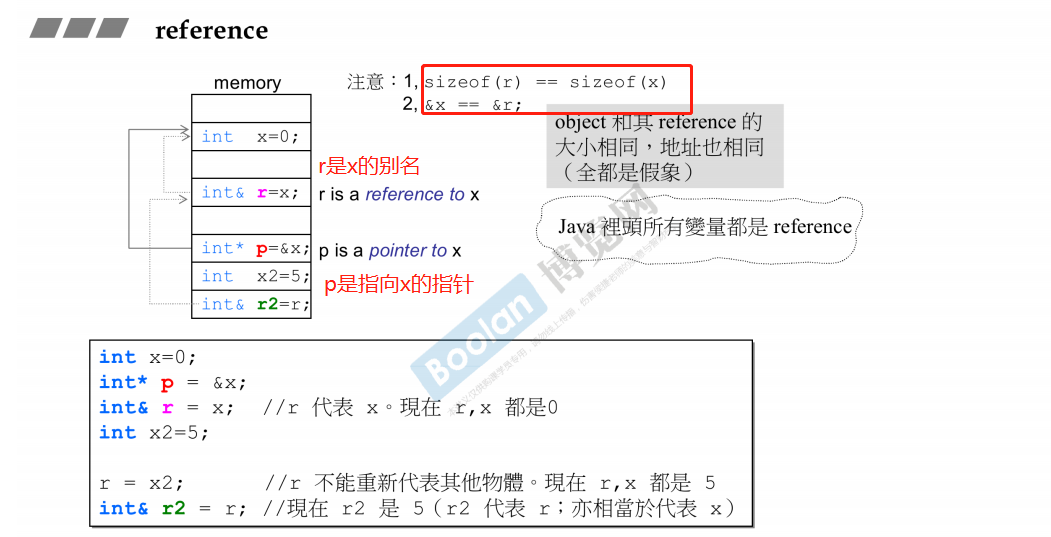 reference
memory
注意：1, sizeof(r) == sizeof(x)
2, &x == &r;
object 和其 reference 的
大小相同，地址也相同
（全都是假象）
int x=0;
r是x的别名
int& r=x; r is a reference to x
Java 裡頭所有變量都是 reference
int* p=&x; p is a pointer to x
int x2=5;
p是指向x的指针
int& r2=r;
Boolan 博览网
int x=0;
int* p = &x;
int& r = x; //r 代表 x。現在 r,x 都是0
int x2=5;
r = x2; //r 不能重新代表其他物體。現在 r,x 都是 5
int& r2 = r; //現在 r2 是 5（r2 代表 r；亦相當於代表 x）